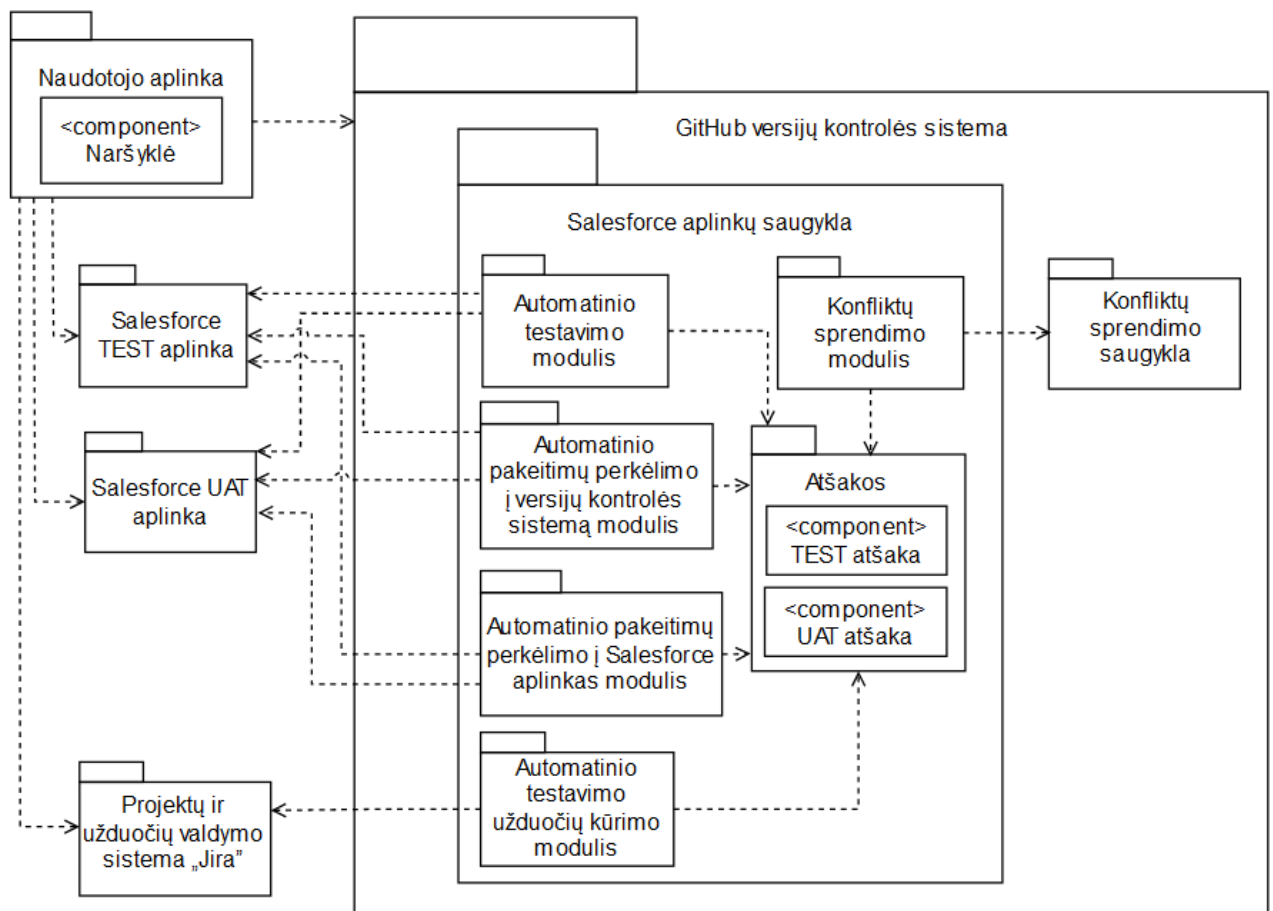 Naudotojo aplinka
<component>
Naršyklė
GitHub versijų kontrolės sistema
Salesforce aplinkų saugykla
Salesforce
TEST aplinka
Automatinio
testavimo
modulis
Konfliktų
sprendimo
modulis
Konfliktų
sprendimo
saugykla
Salesforce UAT
aplinka
Automatinio
pakeitimų perkėlimo
į versijų kontrolės
sistemą modulis
Atšakos
<component>
TEST atšaka
<component>
UAT atšaka
Automatinio pakeitimų
perkėlimo į Salesforce
aplinkas modulis
Projektų ir
užduočių valdymo
sistema „Jira”
Automatinio
testavimo
užduočių kūrimo
modulis